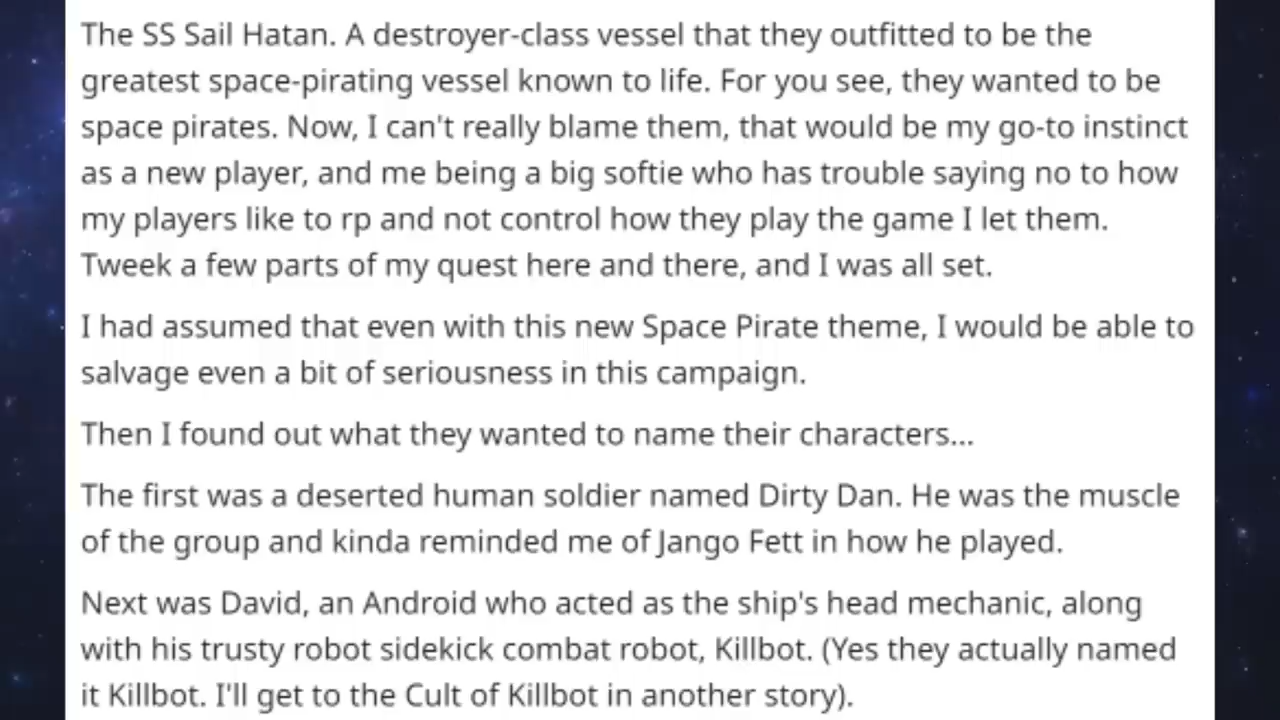 The SS Sail Hatan. A destroyer-class vessel that they outfitted to be the
greatest space-pirating vessel known to life. For you see, they wanted to be
space pirates. Now, I can't really blame them, that would be my go-to instinct
as a new player, and me being a big softie who has trouble saying no to how
my players like to rp and not control how they play the game I let them.
Tweek a few parts of my quest here and there, and I was all set.
I had assumed that even with this new Space Pirate theme, I would be able to
salvage even a bit of seriousness in this campaign.
Then I found out what they wanted to name their characters...
The first was a deserted human soldier named Dirty Dan. He was the muscle
of the group and kinda reminded me of Jango Fett in how he played.
Next was David, an Android who acted as the ship's head mechanic, along
with his trusty robot sidekick combat robot, Killbot. (Yes they actually named
it Killbot. I'll get to the Cult of Killbot in another story).